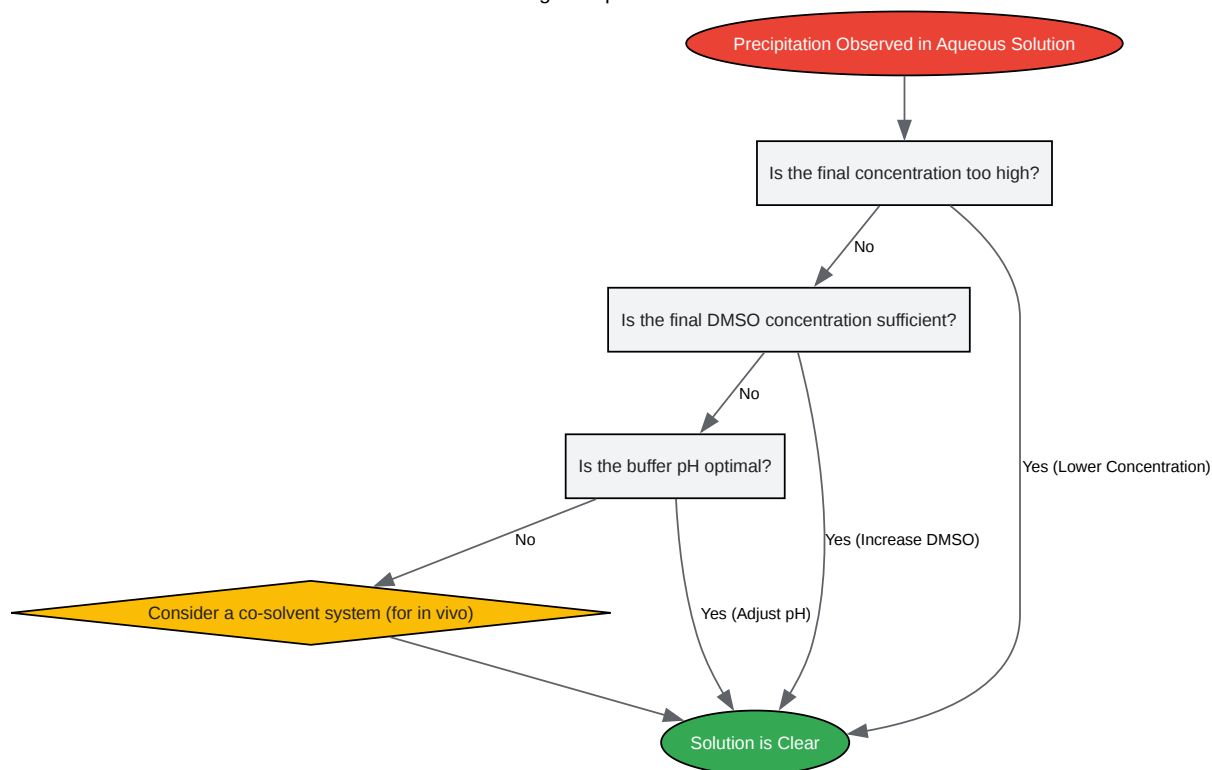 Precipitation Observed in Aqueous Solution
Is the final concentration too high?
No
Is the final DMSO concentration sufficient?
No
Is the buffer pH optimal?
Yes (Lower Concentration)
No
Yes (Increase DMSO)
Consider a co-solvent system (for in vivo)
Yes (Adjust pH)
Solution is Clear